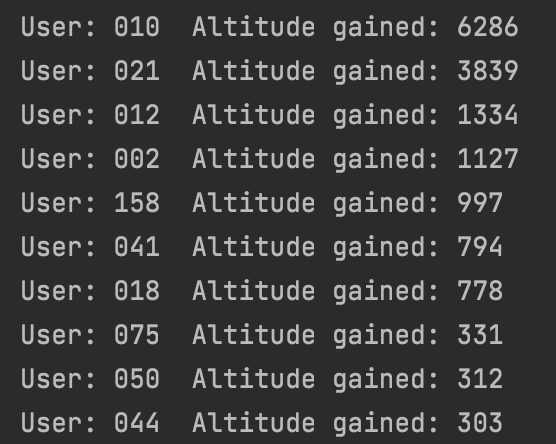 User: 010  Altitude gained: 6286
User: 021  Altitude gained: 3839
User: 012  Altitude gained: 1334
User: 002  Altitude gained: 1127
User: 158  Altitude gained: 997
User: 041  Altitude gained: 794
User: 018  Altitude gained: 778
User: 075  Altitude gained: 331
User: 050  Altitude gained: 312
User: 044  Altitude gained: 303